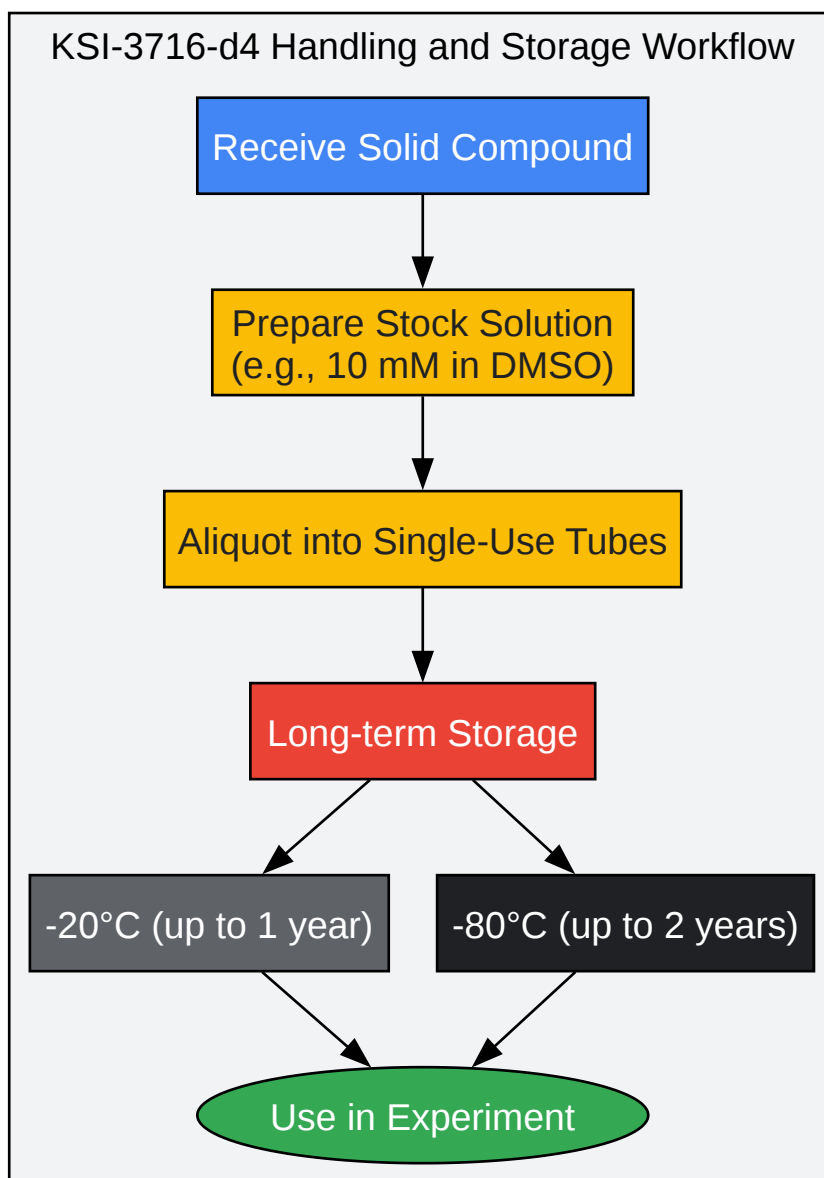 KSI-3716-d4 Handling and Storage Workflow
Receive Solid Compound
Prepare Stock Solution
(e.g., 10 mM in DMSO)
Aliquot into Single-Use Tubes
Long-term Storage
-20°C (up to 1 year)
-80°C (up to 2 years)
Use in Experiment